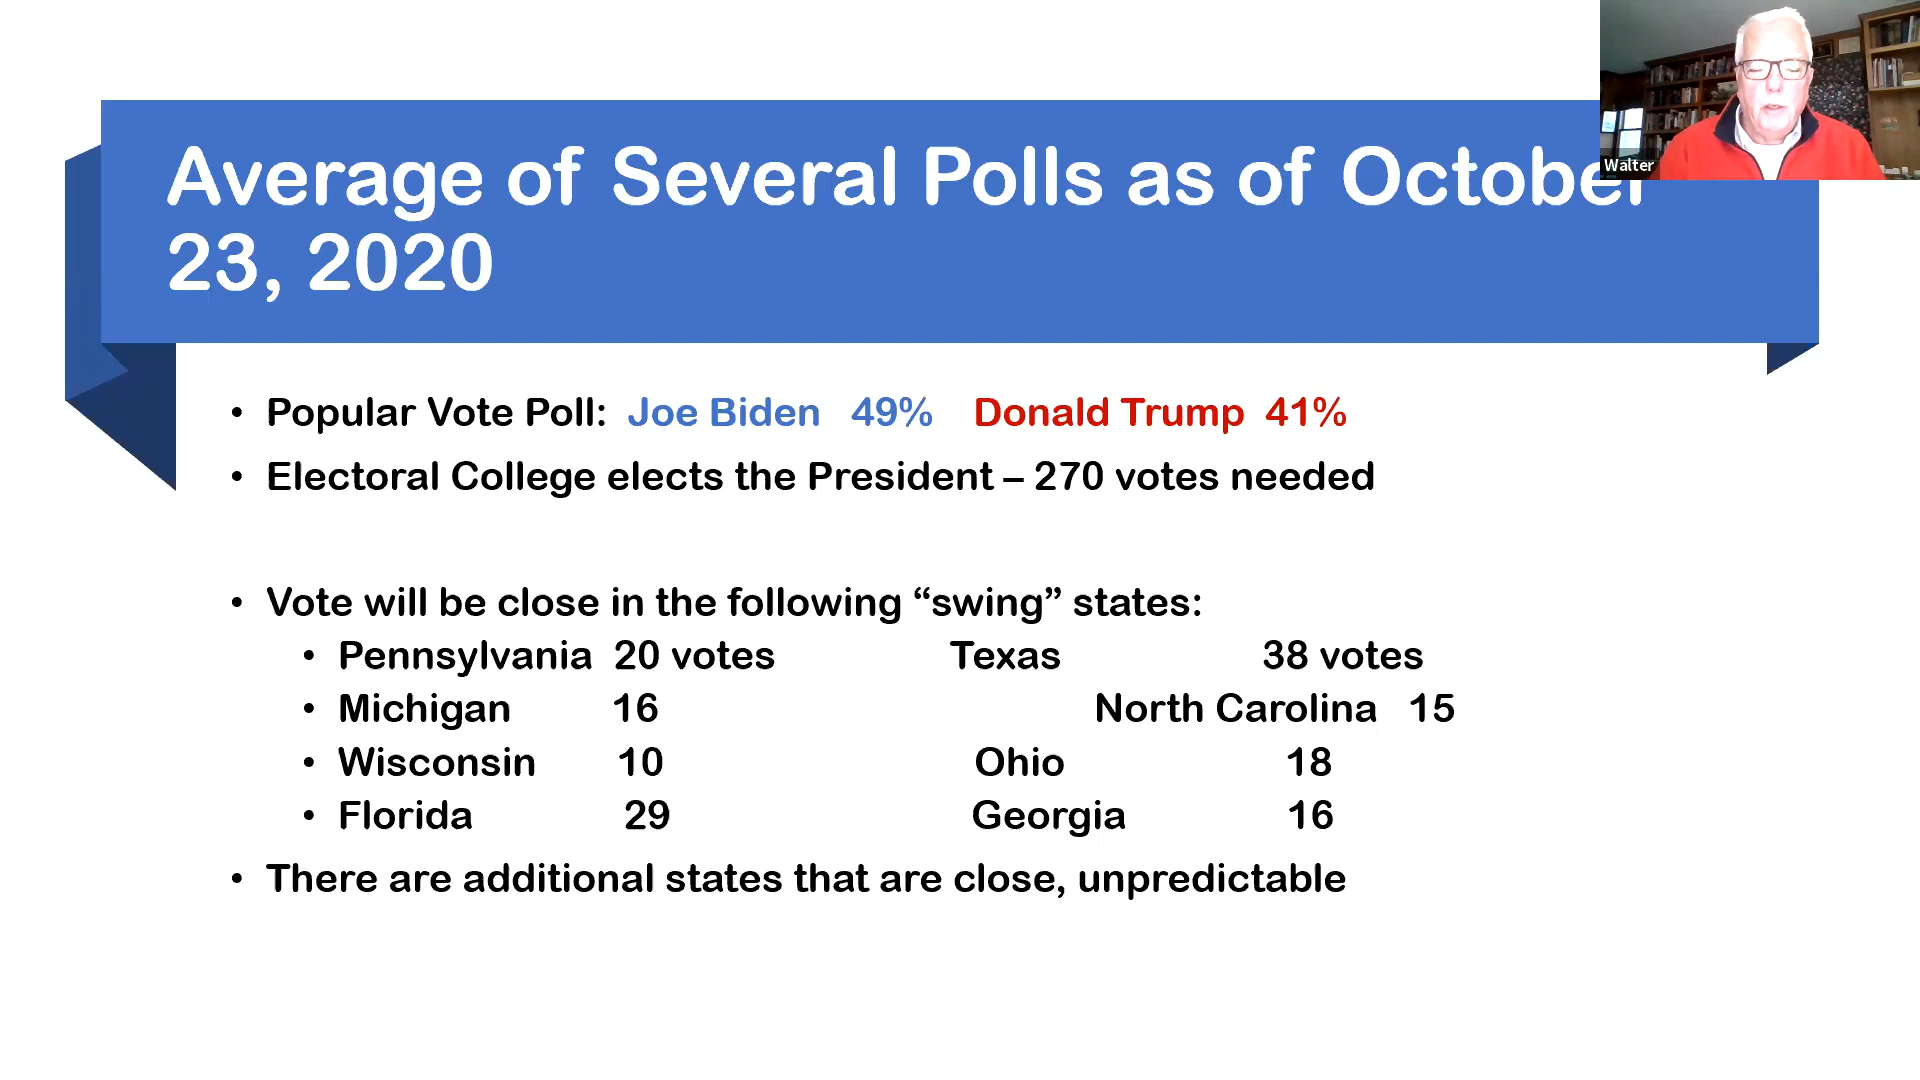 Average of Several Polls as of October
23, 2020
Walter
• Popular Vote Poll: Joe Biden 49% Donald Trump 41%
• Electoral College elects the President – 270 votes needed
• Vote will be close in the following “swing” states:
• Pennsylvania 20 votes Texas 38 votes
• Michigan 16 North Carolina 15
• Wisconsin 10 Ohio 18
• Florida 29 Georgia 16
• There are additional states that are close, unpredictable